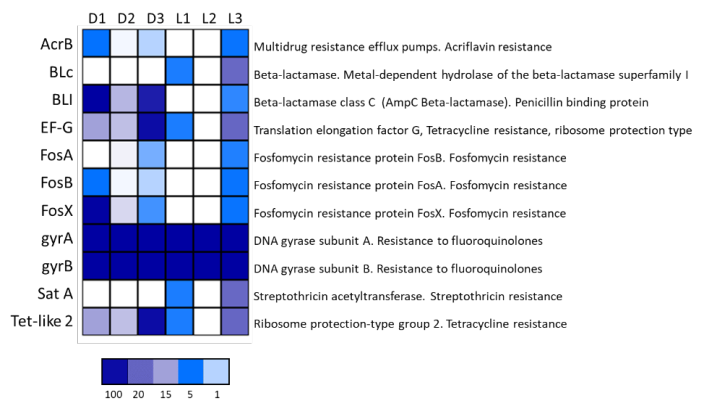 D1 D2 D3 L1 L2 L3
AcrB Multidrug resistance efflux pumps. Acriflavin resistance
BLc Beta-lactamase. Metal-dependent hydrolase of the beta-lactamase superfamily I
BLI Beta-lactamase class C (AmpC Beta-lactamase). Penicillin binding protein
EF-G Translation elongation factor G, Tetracycline resistance, ribosome protection type
FosA Fosfomycin resistance protein FosB. Fosfomycin resistance
FosB Fosfomycin resistance protein FosA. Fosfomycin resistance
FosX Fosfomycin resistance protein FosX. Fosfomycin resistance
gyrA DNA gyrase subunit A. Resistance to fluoroquinolones
gyrB DNA gyrase subunit B. Resistance to fluoroquinolones
Sat A Streptothricin acetyltransferase. Streptothricin resistance
Tet-like 2 Ribosome protection-type group 2. Tetracycline resistance
100 20 15 5 1